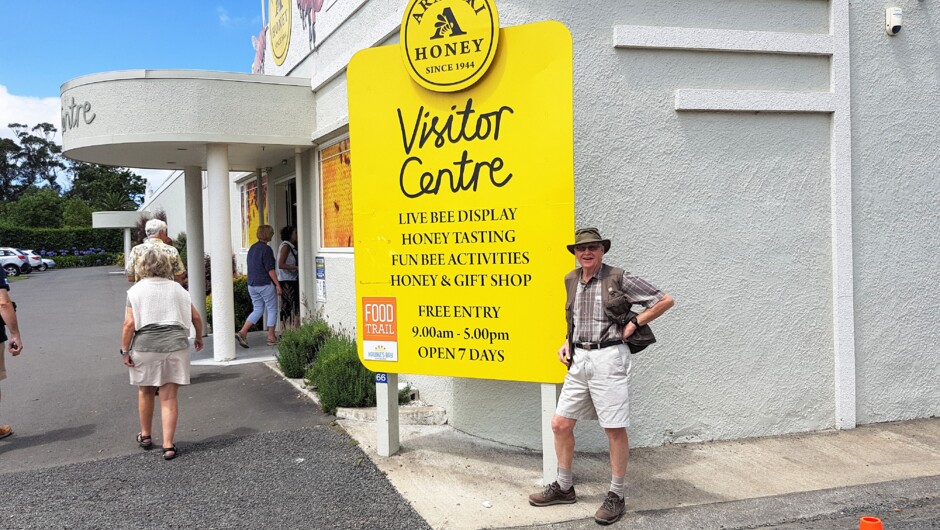 Centre
A
HONEY
SINCE 1944
Visitor
Centre
LIVE BEE DISPLAY
HONEY TASTING
FUN BEE ACTIVITIES
HONEY & GIFT SHOP
FREE ENTRY
9.00am - 5.00pm
OPEN 7 DAYS
FOOD
TRAIL
66